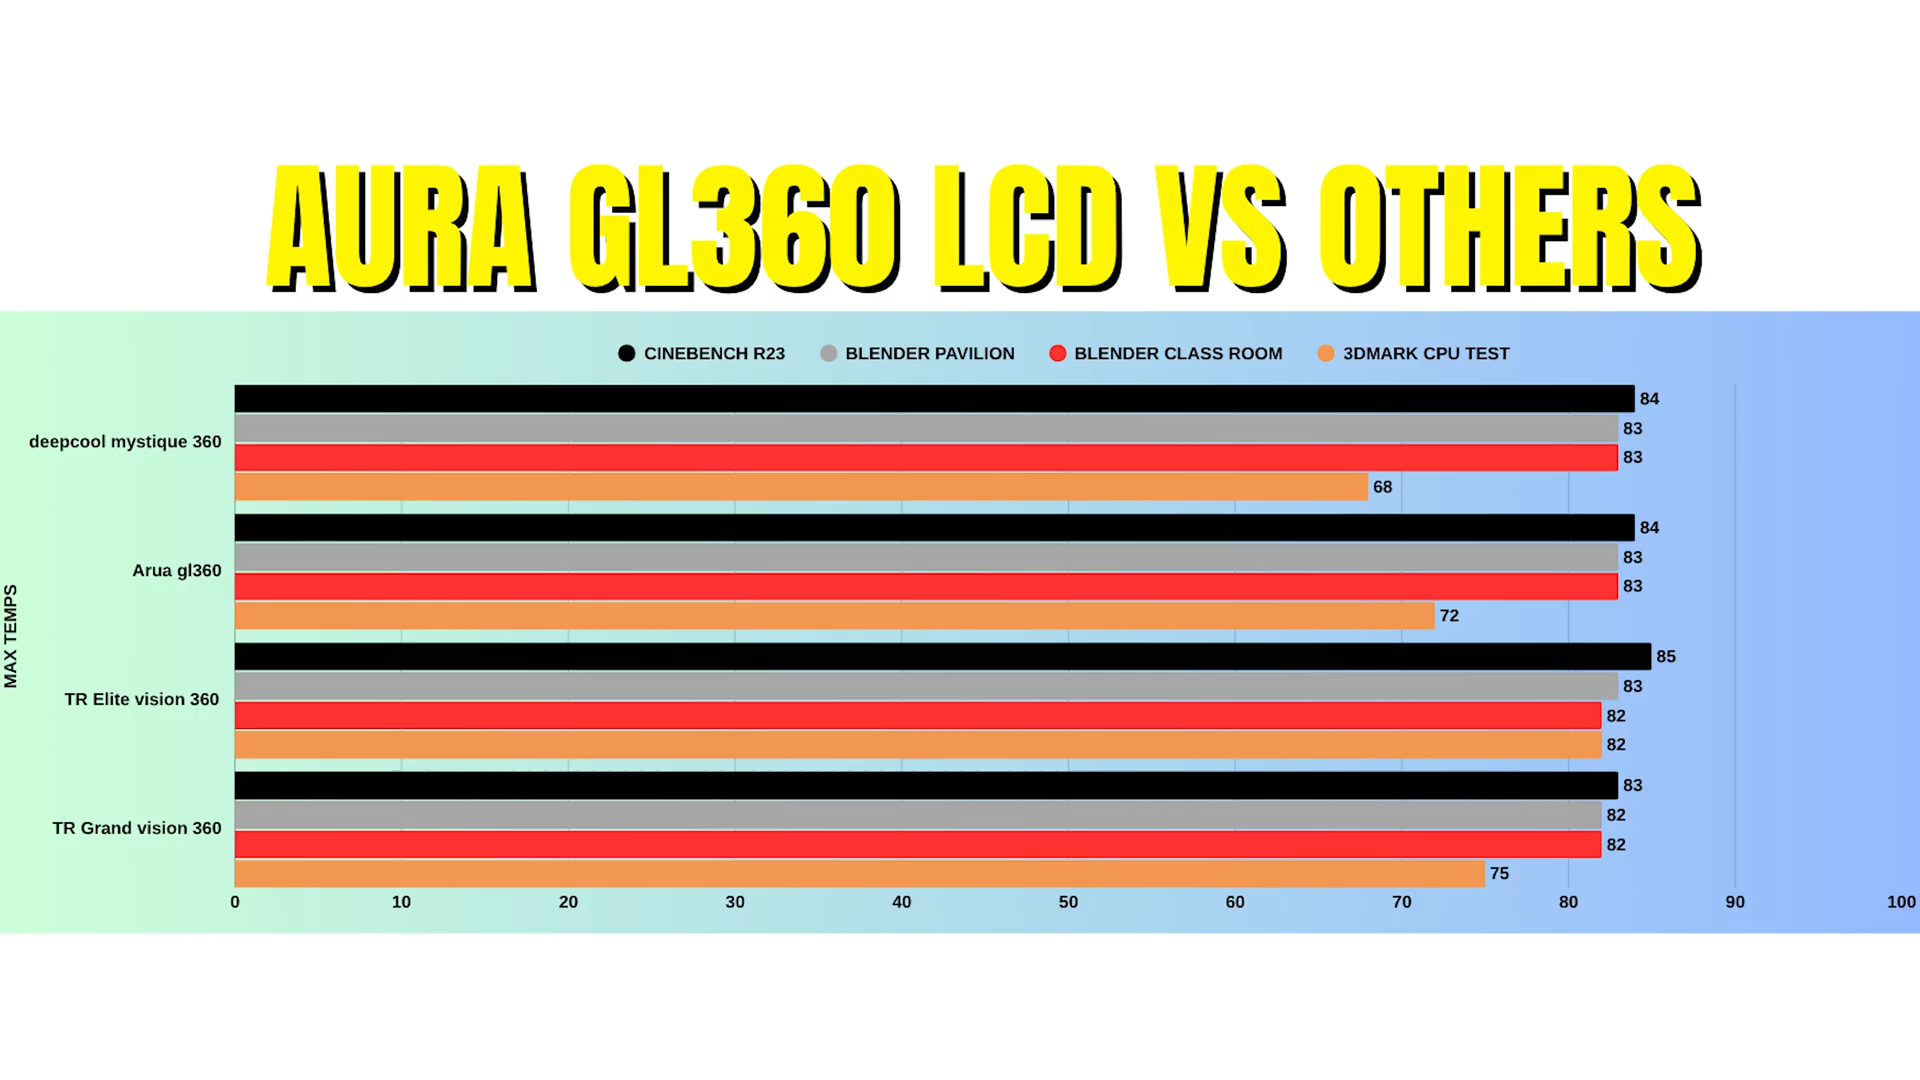 AURA GL360 LCD VS OTHERS
CINEBENCH R23 BLENDER PAVILION BLENDER CLASS ROOM 3DMARK CPU TEST
MAX TEMPS
deepcool mystique 360
84
83
83
68
Arua gl360
84
83
83
72
TR Elite vision 360
85
83
82
82
TR Grand vision 360
83
82
82
75
0 10 20 30 40 50 60 70 80 90 100